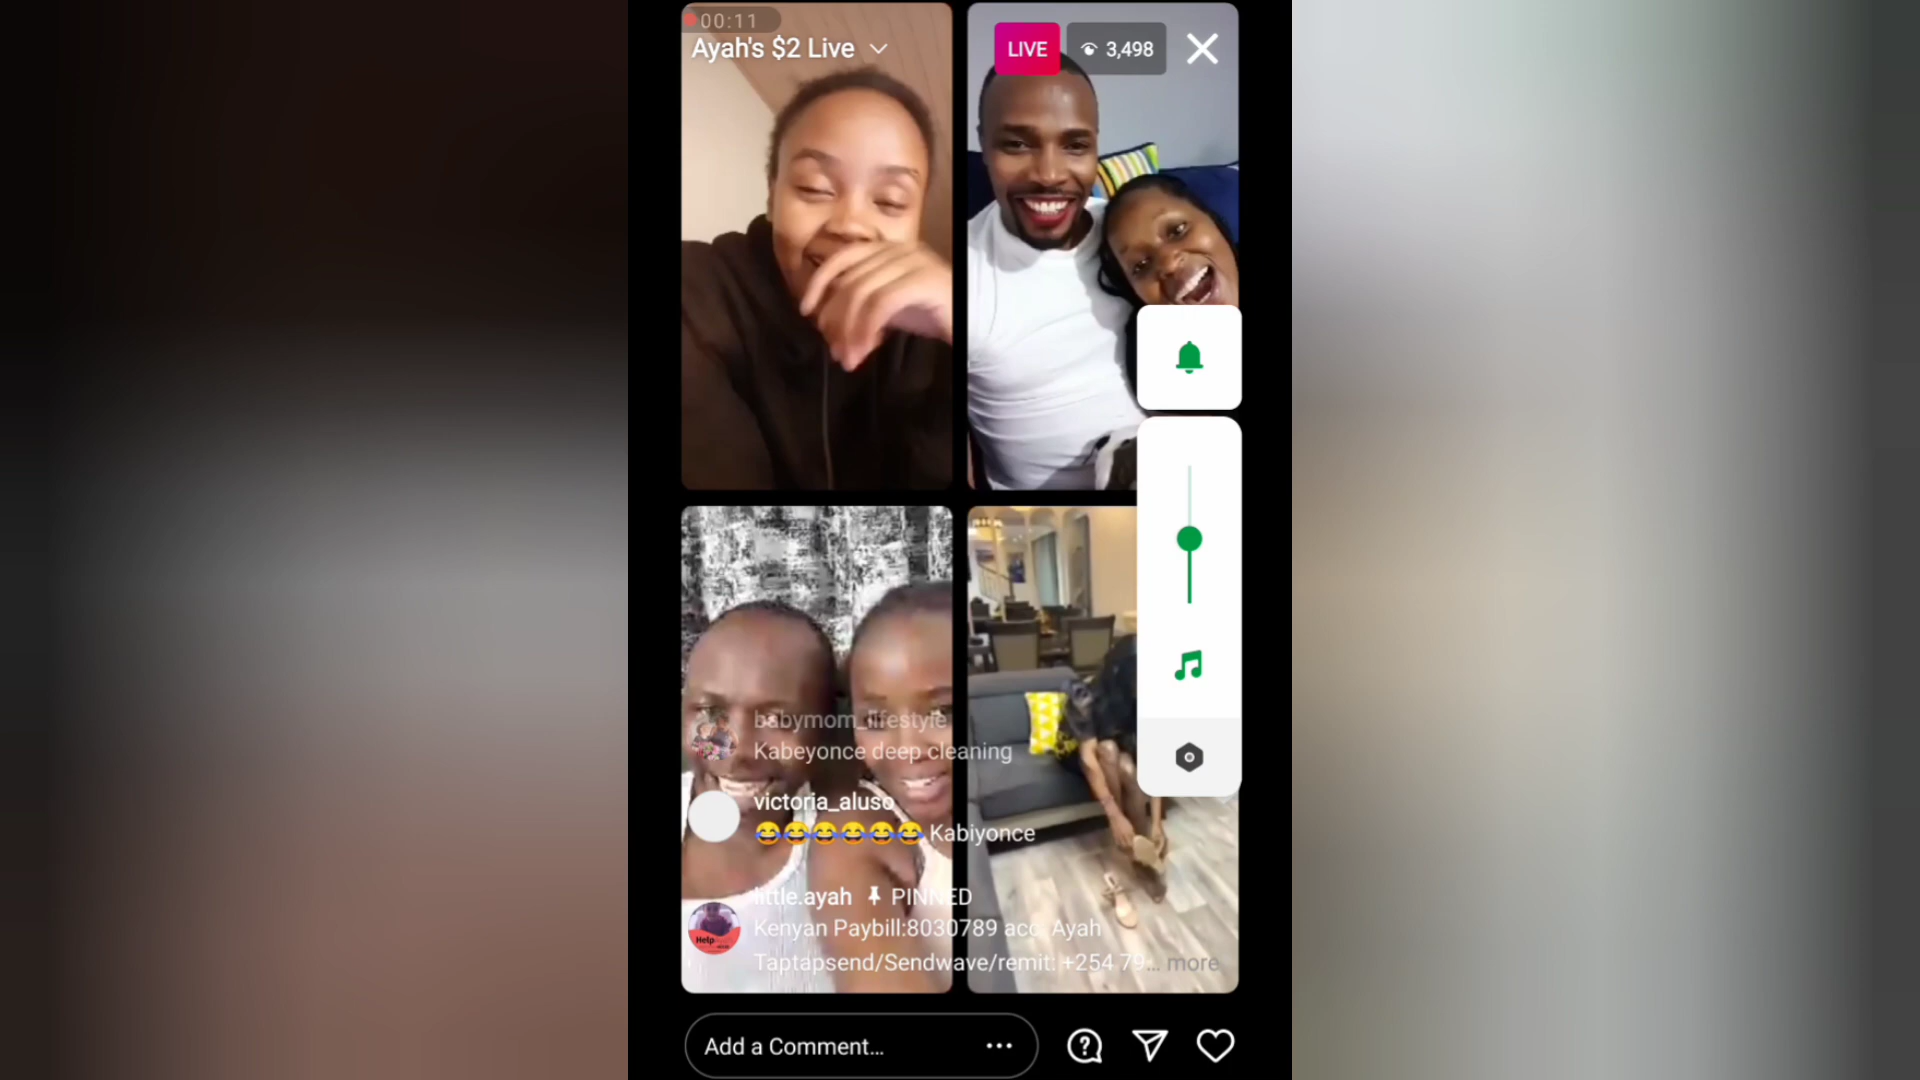 00:11
Ayah's $2 Live
LIVE
3,498
babymom_lifestyle
Kabeyonce deep cleaning
victoria_aluso
😂😂😂😂😂😂 Kabiyonce
little.ayah PINNED
Kenyan Paybill:8030789 acc Ayah
Taptapsend/Sendwave/remit: +254 79... more
Help
Add a Comment...